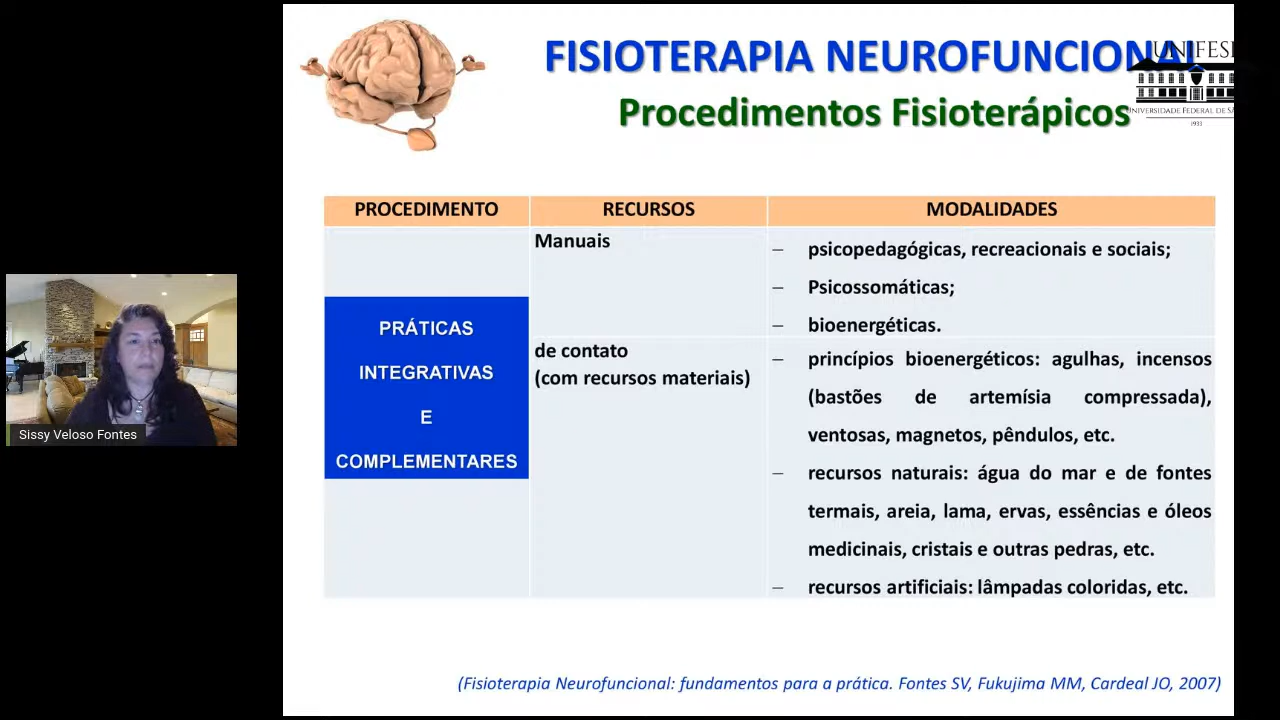 FISIOTERAPIA NEUROFUNCIONAL
Procedimentos Fisioterápicos
1933
PROCEDIMENTO RECURSOS MODALIDADES
PRÁTICAS
INTEGRATIVAS
E
COMPLEMENTARES
Manuais
– psicopedagógicas, recreacionais e sociais;
– Psicossomáticas;
– bioenergéticas.
de contato
(com recursos materiais)
– princípios bioenergéticos: agulhas, incensos
(bastões de artemísia compressada),
ventosas, magnetos, pêndulos, etc.
– recursos naturais: água do mar e de fontes
termais, areia, lama, ervas, essências e óleos
medicinais, cristais e outras pedras, etc.
– recursos artificiais: lâmpadas coloridas, etc.
Sissy Veloso Fontes
(Fisioterapia Neurofuncional: fundamentos para a prática. Fontes SV, Fukujima MM, Cardeal JO, 2007)